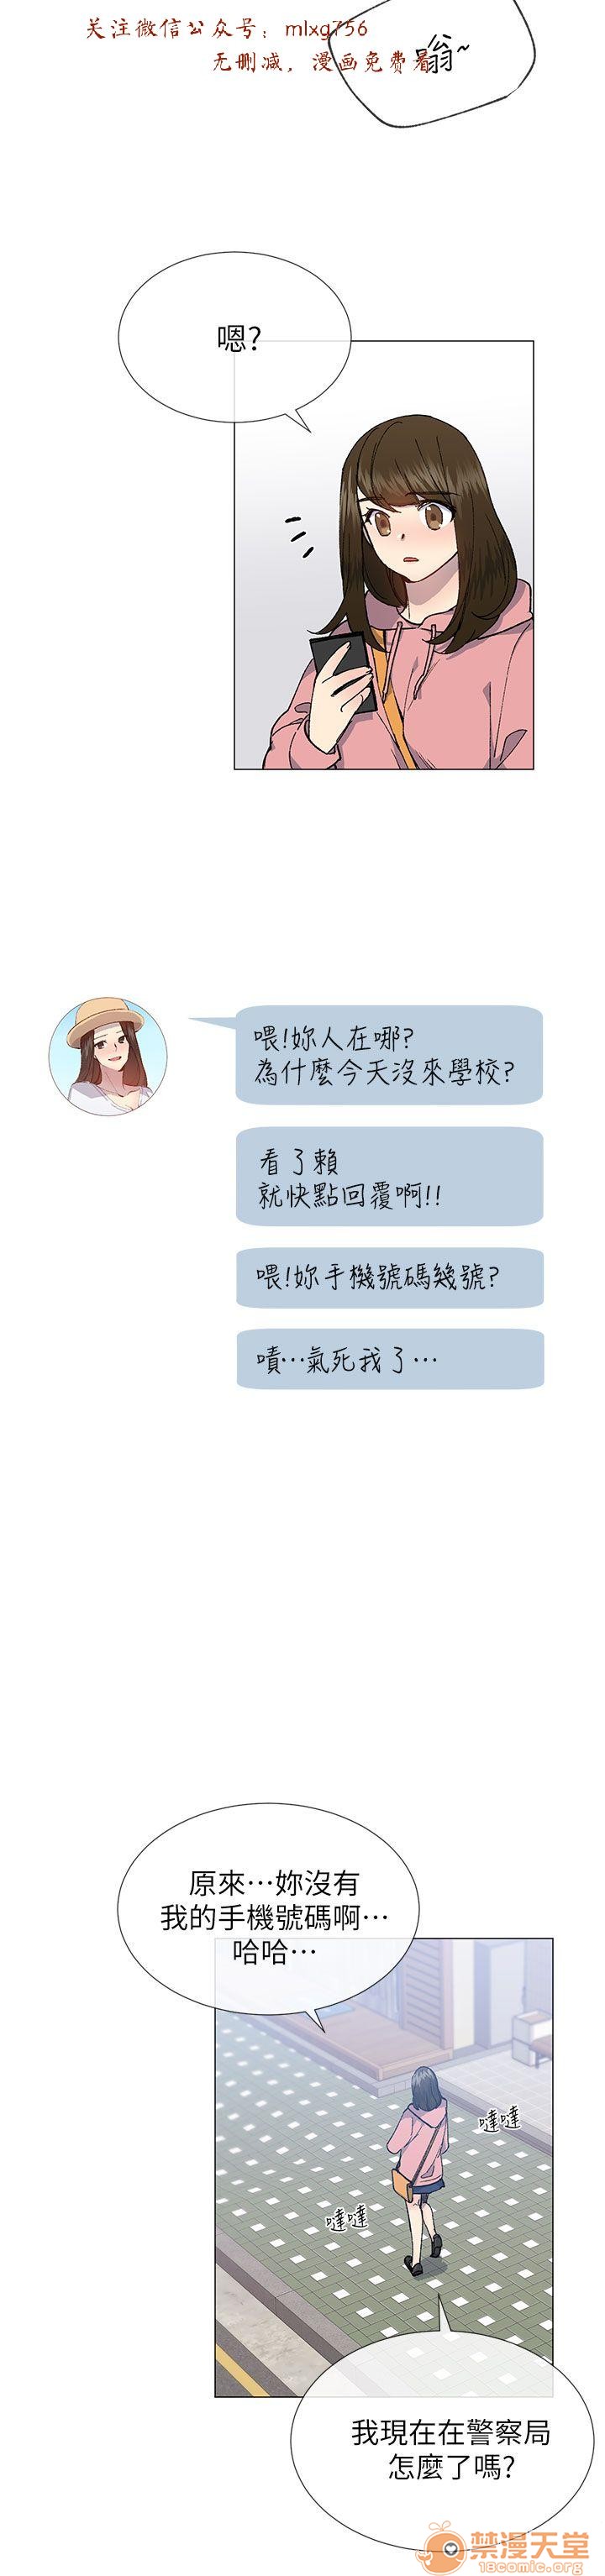 关注微信公众号：mlxg756
无删减，漫画免费看
嗡~
嗯?
喂!妳人在哪?
為什麼今天沒來學校?
看了賴
就快點回覆啊!!
喂!妳手機號碼幾號?
嘖…氣死我了…
原來…妳沒有
我的手機號碼啊…
哈哈…
噠噠
噠噠
我現在在警察局
怎麼了嗎?
禁漫天堂
18comic.org